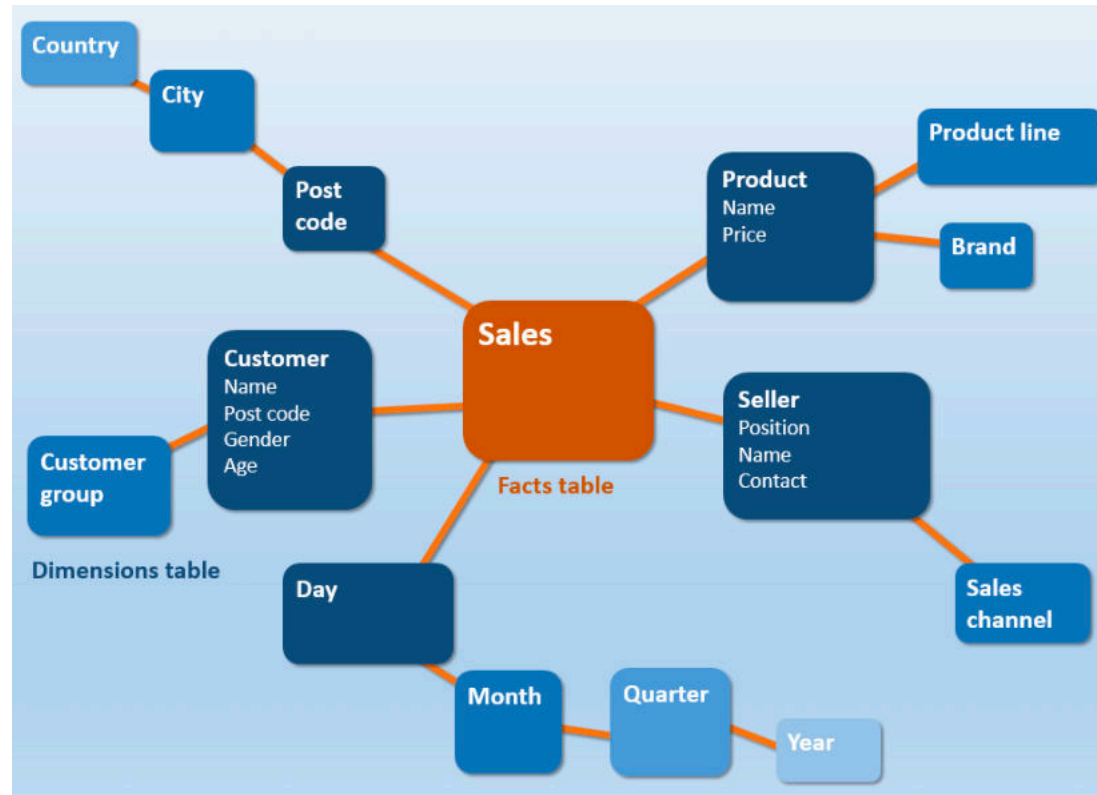 Country
City
Post
code
Product line
Product
Name
Price
Brand
Sales
Customer
Name
Post code
Gender
Age
Seller
Position
Name
Contact
Customer
group
Facts table
Dimensions table
Day
Sales
channel
Month
Quarter
Year